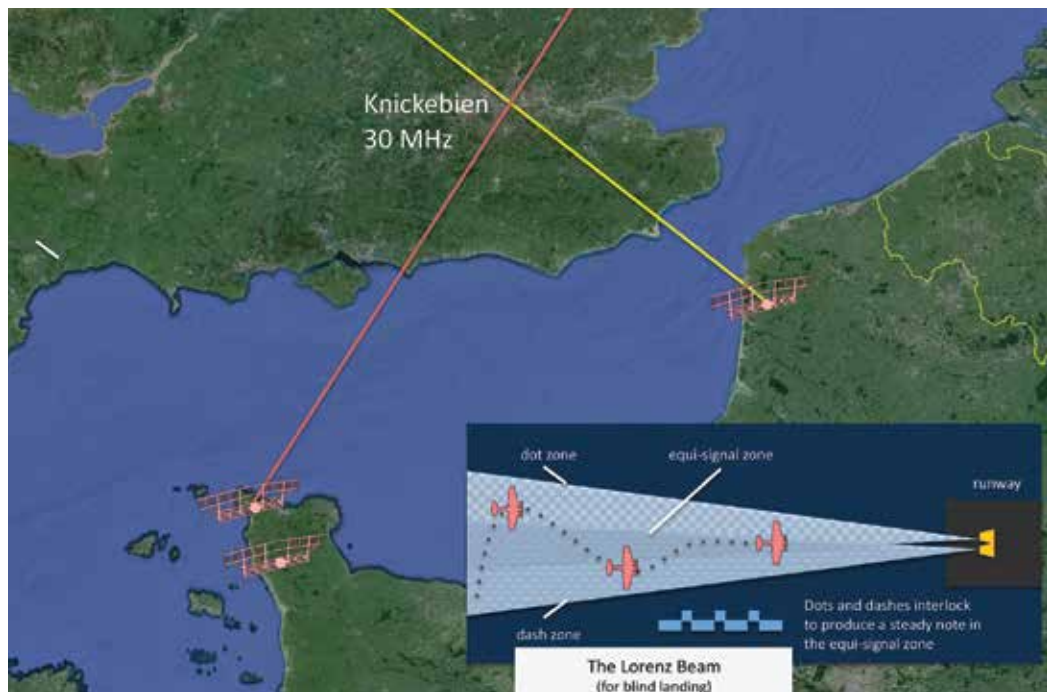 Knickebien
30 MHz
dot zone
equi-signal zone
runway
dash zone
Dots and dashes interlock
to produce a steady note in
the equi-signal zone
The Lorenz Beam
(for blind landing)